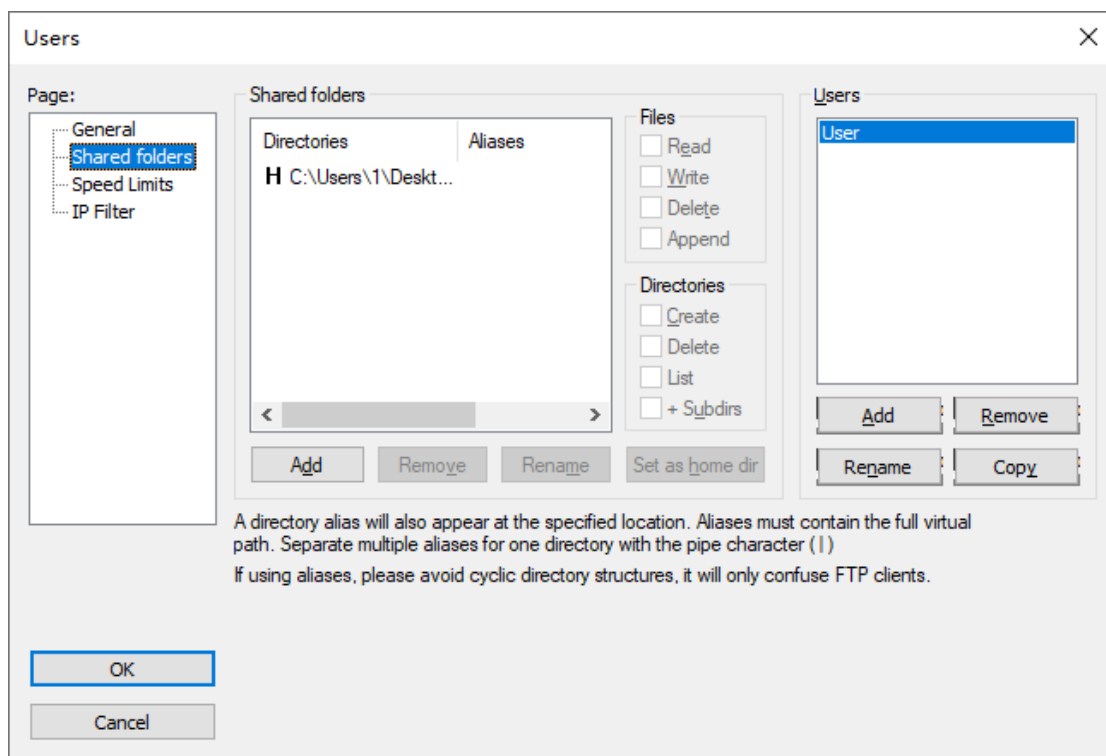 Users
Page:
General
Shared folders
Speed Limits
IP Filter
Shared folders
Directories Aliases
H C:\Users\1\Deskt...
Add Remove Rename Set as home dir
Files
Read
Write
Delete
Append
Directories
Create
Delete
List
+ Subdirs
Users
User
Add Remove
Rename Copy
A directory alias will also appear at the specified location. Aliases must contain the full virtual
path. Separate multiple aliases for one directory with the pipe character (|)
If using aliases, please avoid cyclic directory structures, it will only confuse FTP clients.
OK
Cancel